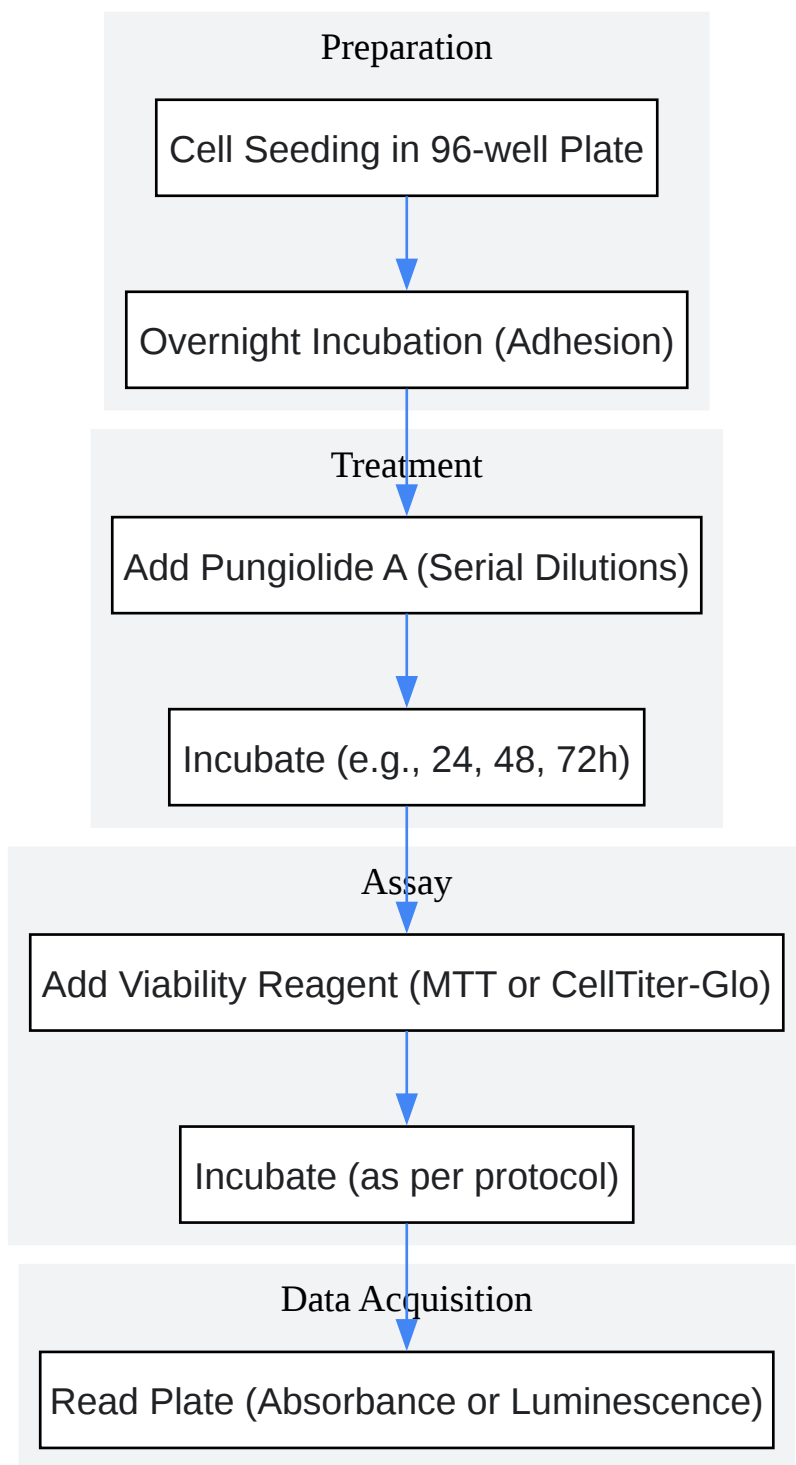 Preparation
Cell Seeding in 96-well Plate
Overnight Incubation (Adhesion)
Treatment
Add Pungiolide A (Serial Dilutions)
Incubate (e.g., 24, 48, 72h)
Assay
Add Viability Reagent (MTT or CellTiter-Glo)
Incubate (as per protocol)
Data Acquisition
Read Plate (Absorbance or Luminescence)